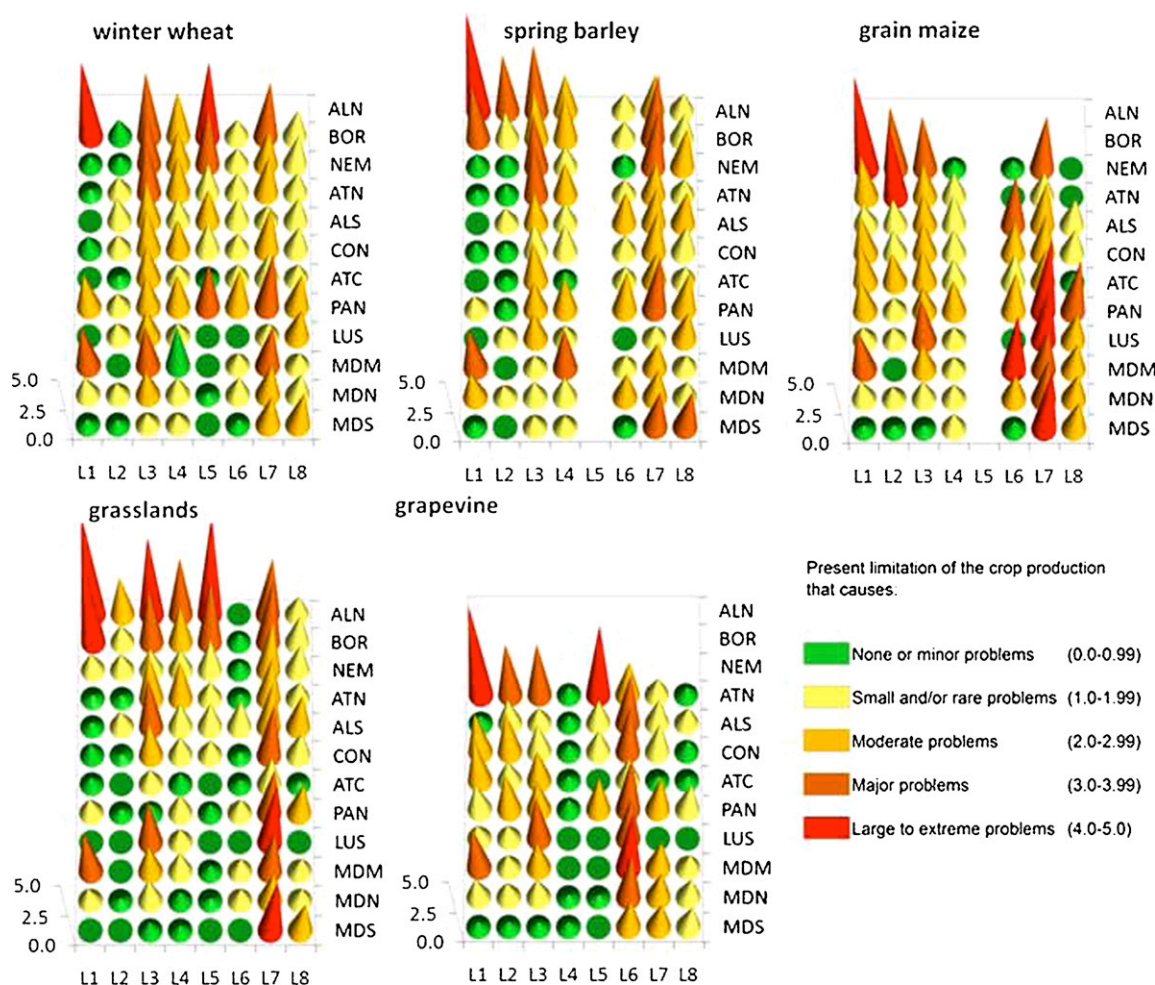 winter wheat
spring barley
grain maize
ALN
BOR
NEM
ATN
ALS
CON
ATC
PAN
LUS
MDM
MDN
MDS
5.0
2.5
0.0
L1 L2 L3 L4 L5 L6 L7 L8
ALN
BOR
NEM
ATN
ALS
CON
ATC
PAN
LUS
MDM
MDN
MDS
5.0
2.5
0.0
L1 L2 L3 L4 L5 L6 L7 L8
ALN
BOR
NEM
ATN
ALS
CON
ATC
PAN
LUS
MDM
MDN
MDS
5.0
2.5
0.0
L1 L2 L3 L4 L5 L6 L7 L8
grasslands
grapevine
ALN
BOR
NEM
ATN
ALS
CON
ATC
PAN
LUS
MDM
MDN
MDS
5.0
2.5
0.0
L1 L2 L3 L4 L5 L6 L7 L8
ALN
BOR
NEM
ATN
ALS
CON
ATC
PAN
LUS
MDM
MDN
MDS
5.0
2.5
0.0
L1 L2 L3 L4 L5 L6 L7 L8
Present limitation of the crop production
that causes:
None or minor problems (0.0-0.99)
Small and/or rare problems (1.0-1.99)
Moderate problems (2.0-2.99)
Major problems (3.0-3.99)
Large to extreme problems (4.0-5.0)